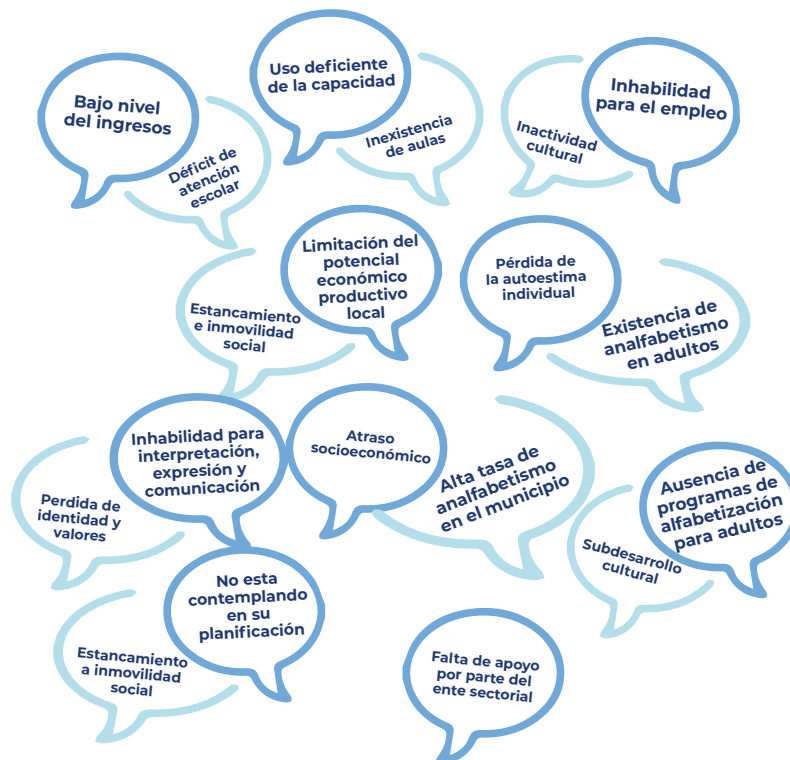 Bajo nivel
del ingresos
Déficit de
atención
escolar
Uso deficiente
de la capacidad
Inexistencia
de aulas
Inactividad
cultural
Inhabilidad
para el empleo
Estancamiento
e inmovilidad
social
Limitación del
potencial
económico
productivo
local
Pérdida de
la autoestima
individual
Existencia de
analfabetismo
en adultos
Perdida de
identidad y
valores
Inhabilidad para
interpretación,
expresión y
comunicación
Atraso
socioeconómico
Alta tasa de
analfabetismo
en el municipio
Subdesarrollo
cultural
Ausencia de
programas de
alfabetización
para adultos
Estancamiento
a inmovilidad
social
No esta
contemplando
en su
planificación
Falta de apoyo
por parte del
ente sectorial